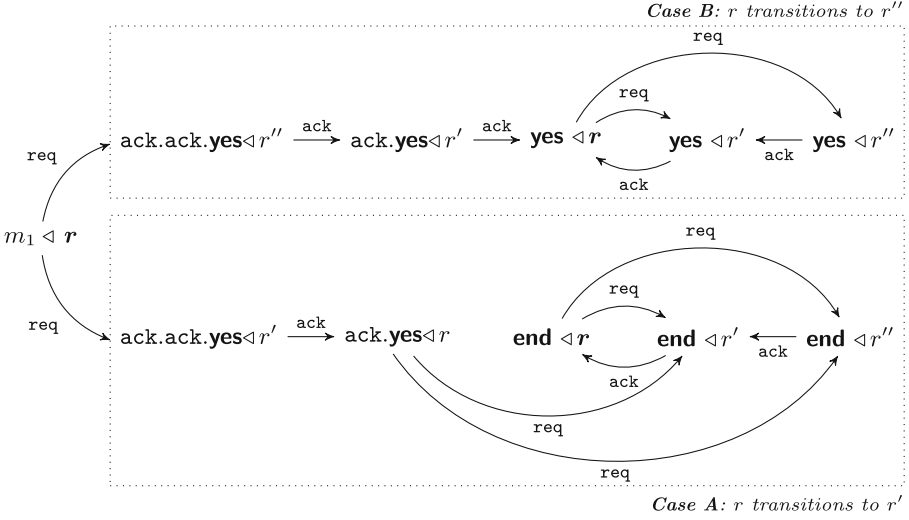 Case B: r transitions to r′′
req
req
req
ack.ack.yes◁r′′ ack ack.yes◁r′ ack yes ◁ r yes ◁r′ ack yes ◁r′′
ack
m₁ ◁ r
req
req
req
ack.ack.yes◁r′ ack ack.yes◁r end ◁r end ◁r′ ack end ◁r′′
ack
req
req
Case A: r transitions to r′